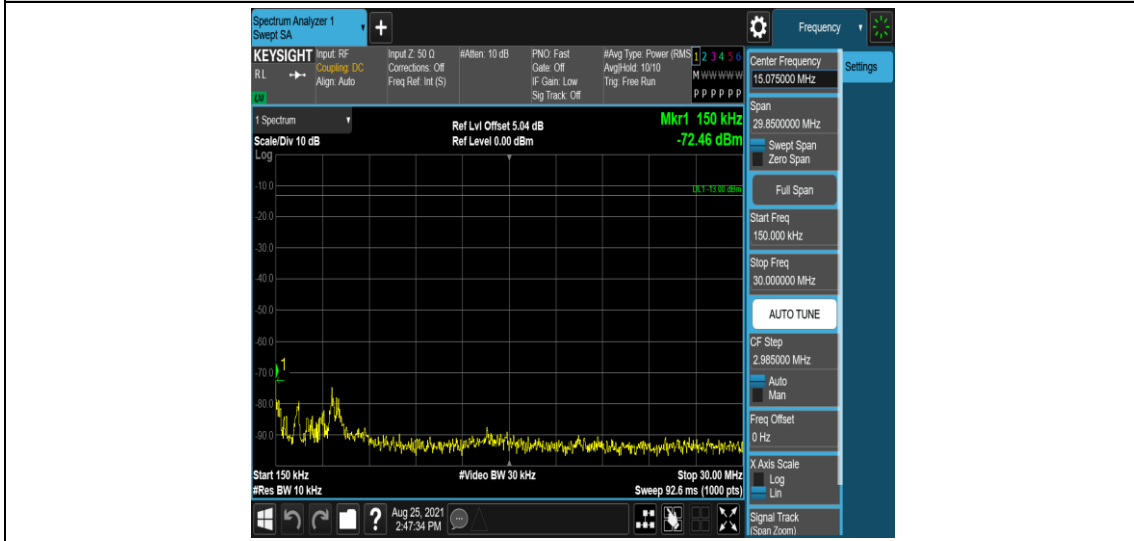 Spectrum Analyzer 1
Swept SA
+
Frequency
KEYSIGHT
RL
Input: RF
Coupling: DC
Align: Auto
Input Z: 50 Ω
Corrections: Off
Freq Ref: Int (S)
#Atten: 10 dB
PNO: Fast
Gate: Off
IF Gain: Low
Sig Track: Off
#Avg Type: Power (RMS
Avg|Hold: 10/10
Trig: Free Run
1 2 3 4 5 6
M W W W W W
P P P P P P
Center Frequency
15.075000 MHz
Settings
Span
29.8500000 MHz
Swept Span
Zero Span
Full Span
Start Freq
150.000 kHz
Stop Freq
30.000000 MHz
AUTO TUNE
CF Step
2.985000 MHz
Auto
Man
Freq Offset
0 Hz
X Axis Scale
Log
Lin
Signal Track
(Span Zoom)
1 Spectrum
Scale/Div 10 dB
Log
Ref Lvl Offset 5.04 dB
Ref Level 0.00 dBm
Mkr1 150 kHz
-72.46 dBm
DL1 -13.00 dBm
-10.0
-20.0
-30.0
-40.0
-50.0
-60.0
-70.0
-80.0
-90.0
1
Start 150 kHz
#Res BW 10 kHz
#Video BW 30 kHz
Stop 30.00 MHz
Sweep 92.6 ms (1000 pts)
?
Aug 25, 2021
2:47:34 PM